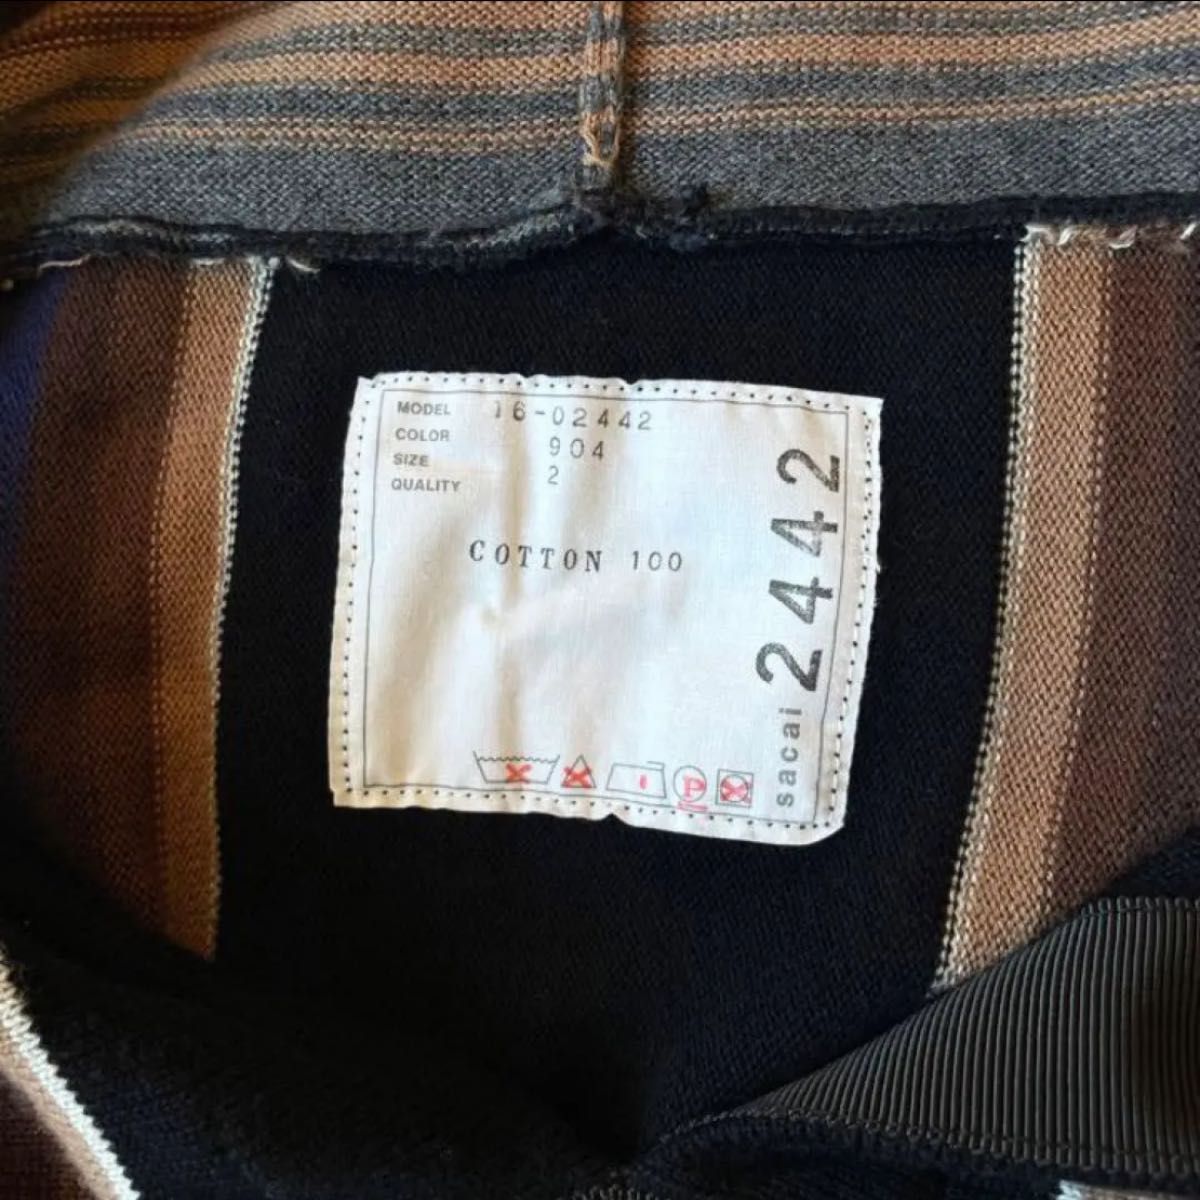 MODEL 16-02442
COLOR 904
SIZE 2
QUALITY
COTTON 100
P
sacai 2442